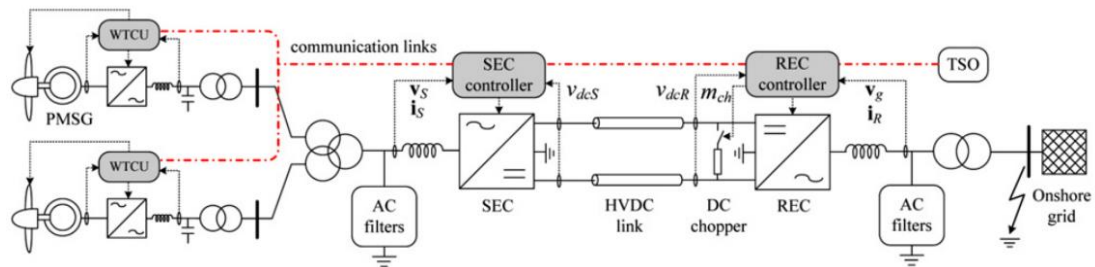 WTCU
PMSG
WTCU
communication links
SEC
controller
REC
controller
TSO
v_S
i_S
v_dcS
v_dcR
m_ch
v_g
i_R
AC
filters
SEC
HVDC
link
DC
chopper
REC
AC
filters
Onshore
grid